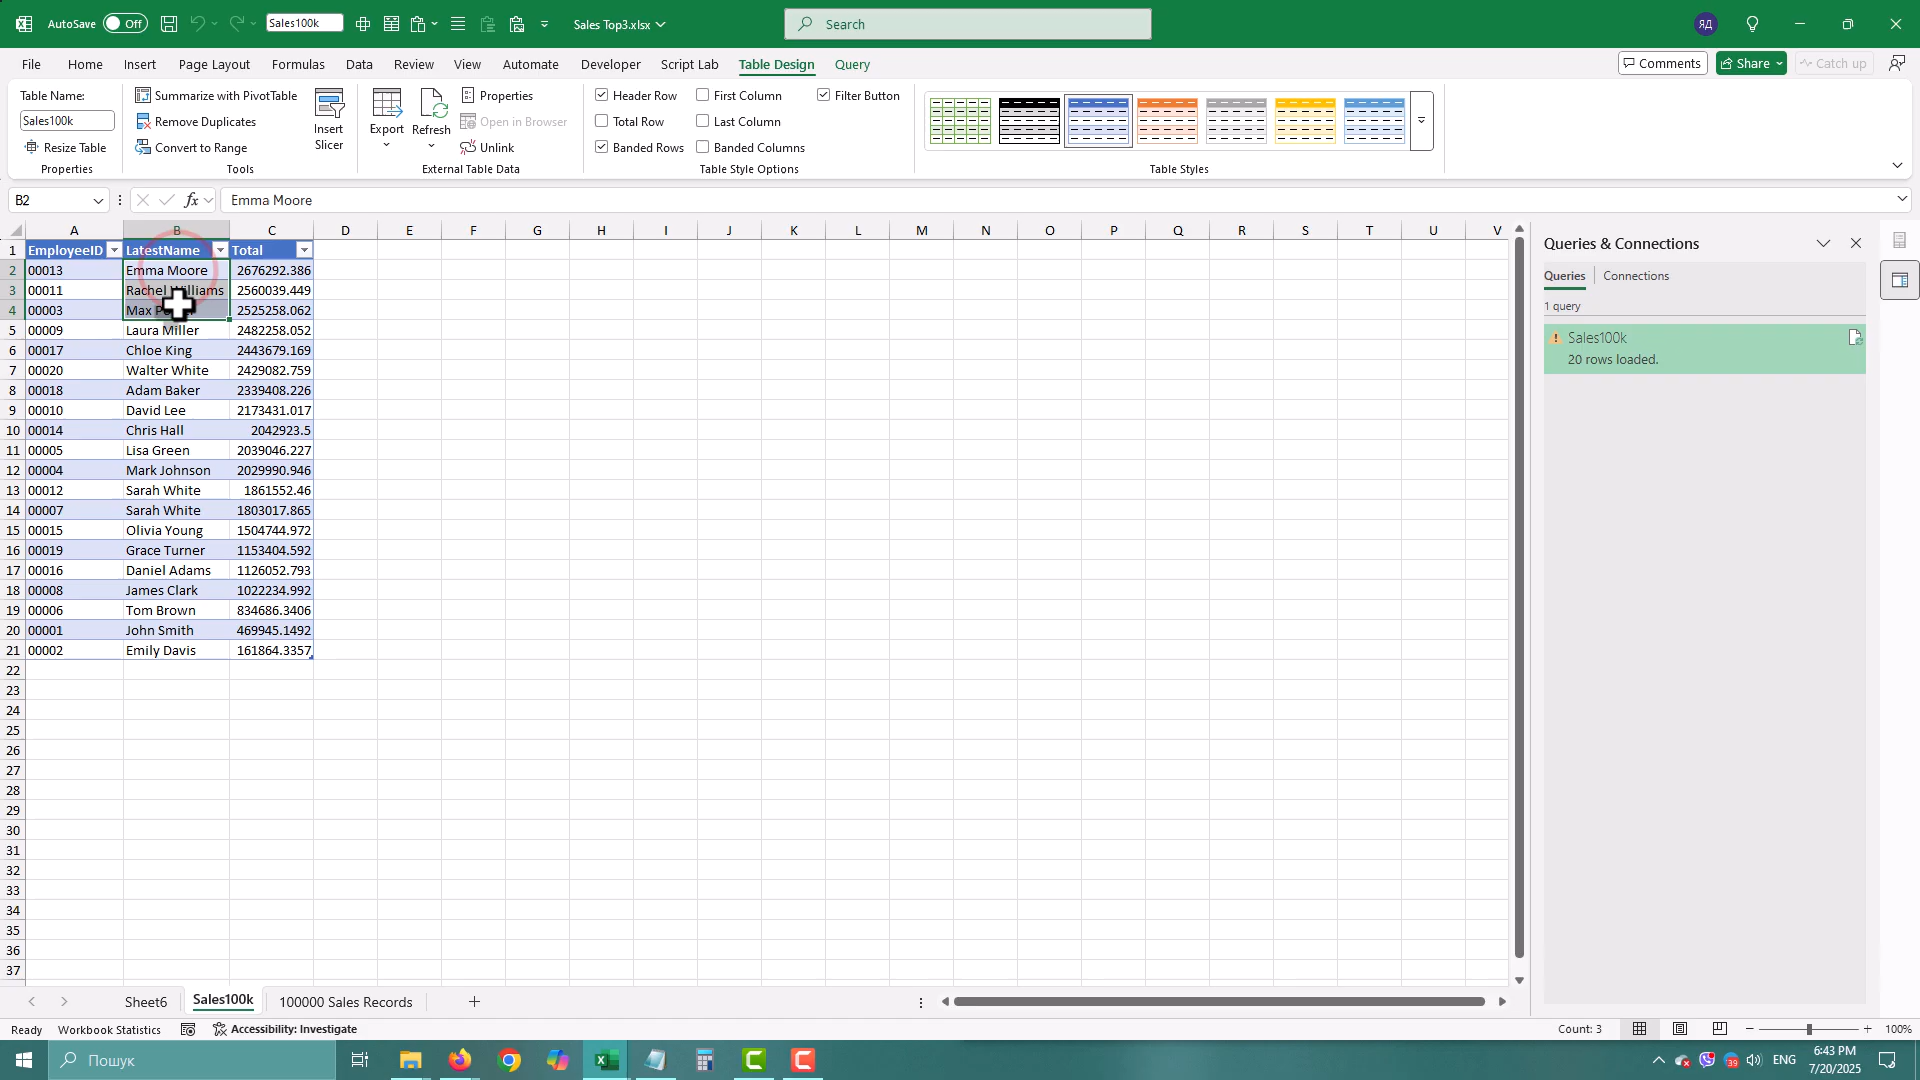 AutoSave Off Sales100k Sales Top3.xlsx Search ЯД
File Home Insert Page Layout Formulas Data Review View Automate Developer Script Lab Table Design Query Comments Share Catch up
Table Name: Summarize with PivotTable Properties Header Row First Column Filter Button
Sales100k Remove Duplicates Insert Slicer Export Refresh Open in Browser Total Row Last Column
Resize Table Convert to Range Unlink Banded Rows Banded Columns
Properties Tools External Table Data Table Style Options Table Styles
B2 fx Emma Moore
A B C D E F G H I J K L M N O P Q R S T U V
1 EmployeeID LatestName Total
2 00013 Emma Moore 2676292.386
3 00011 Rachel Williams 2560039.449
4 00003 Max 2525258.062
5 00009 Laura Miller 2482258.052
6 00017 Chloe King 2443679.169
7 00020 Walter White 2429082.759
8 00018 Adam Baker 2339408.226
9 00010 David Lee 2173431.017
10 00014 Chris Hall 2042923.5
11 00005 Lisa Green 2039046.227
12 00004 Mark Johnson 2029990.946
13 00012 Sarah White 1861552.46
14 00007 Sarah White 1803017.865
15 00015 Olivia Young 1504744.972
16 00019 Grace Turner 1153404.592
17 00016 Daniel Adams 1126052.793
18 00008 James Clark 1022234.992
19 00006 Tom Brown 834686.3406
20 00001 John Smith 469945.1492
21 00002 Emily Davis 161864.3357
22
23
24
25
26
27
28
29
30
31
32
33
34
35
36
37
Queries & Connections
Queries Connections
1 query
Sales100k
20 rows loaded.
Sheet6 Sales100k 100000 Sales Records
Ready Workbook Statistics Accessibility: Investigate Count: 3 100%
Пошук 39 ENG 6:43 PM
7/20/2025